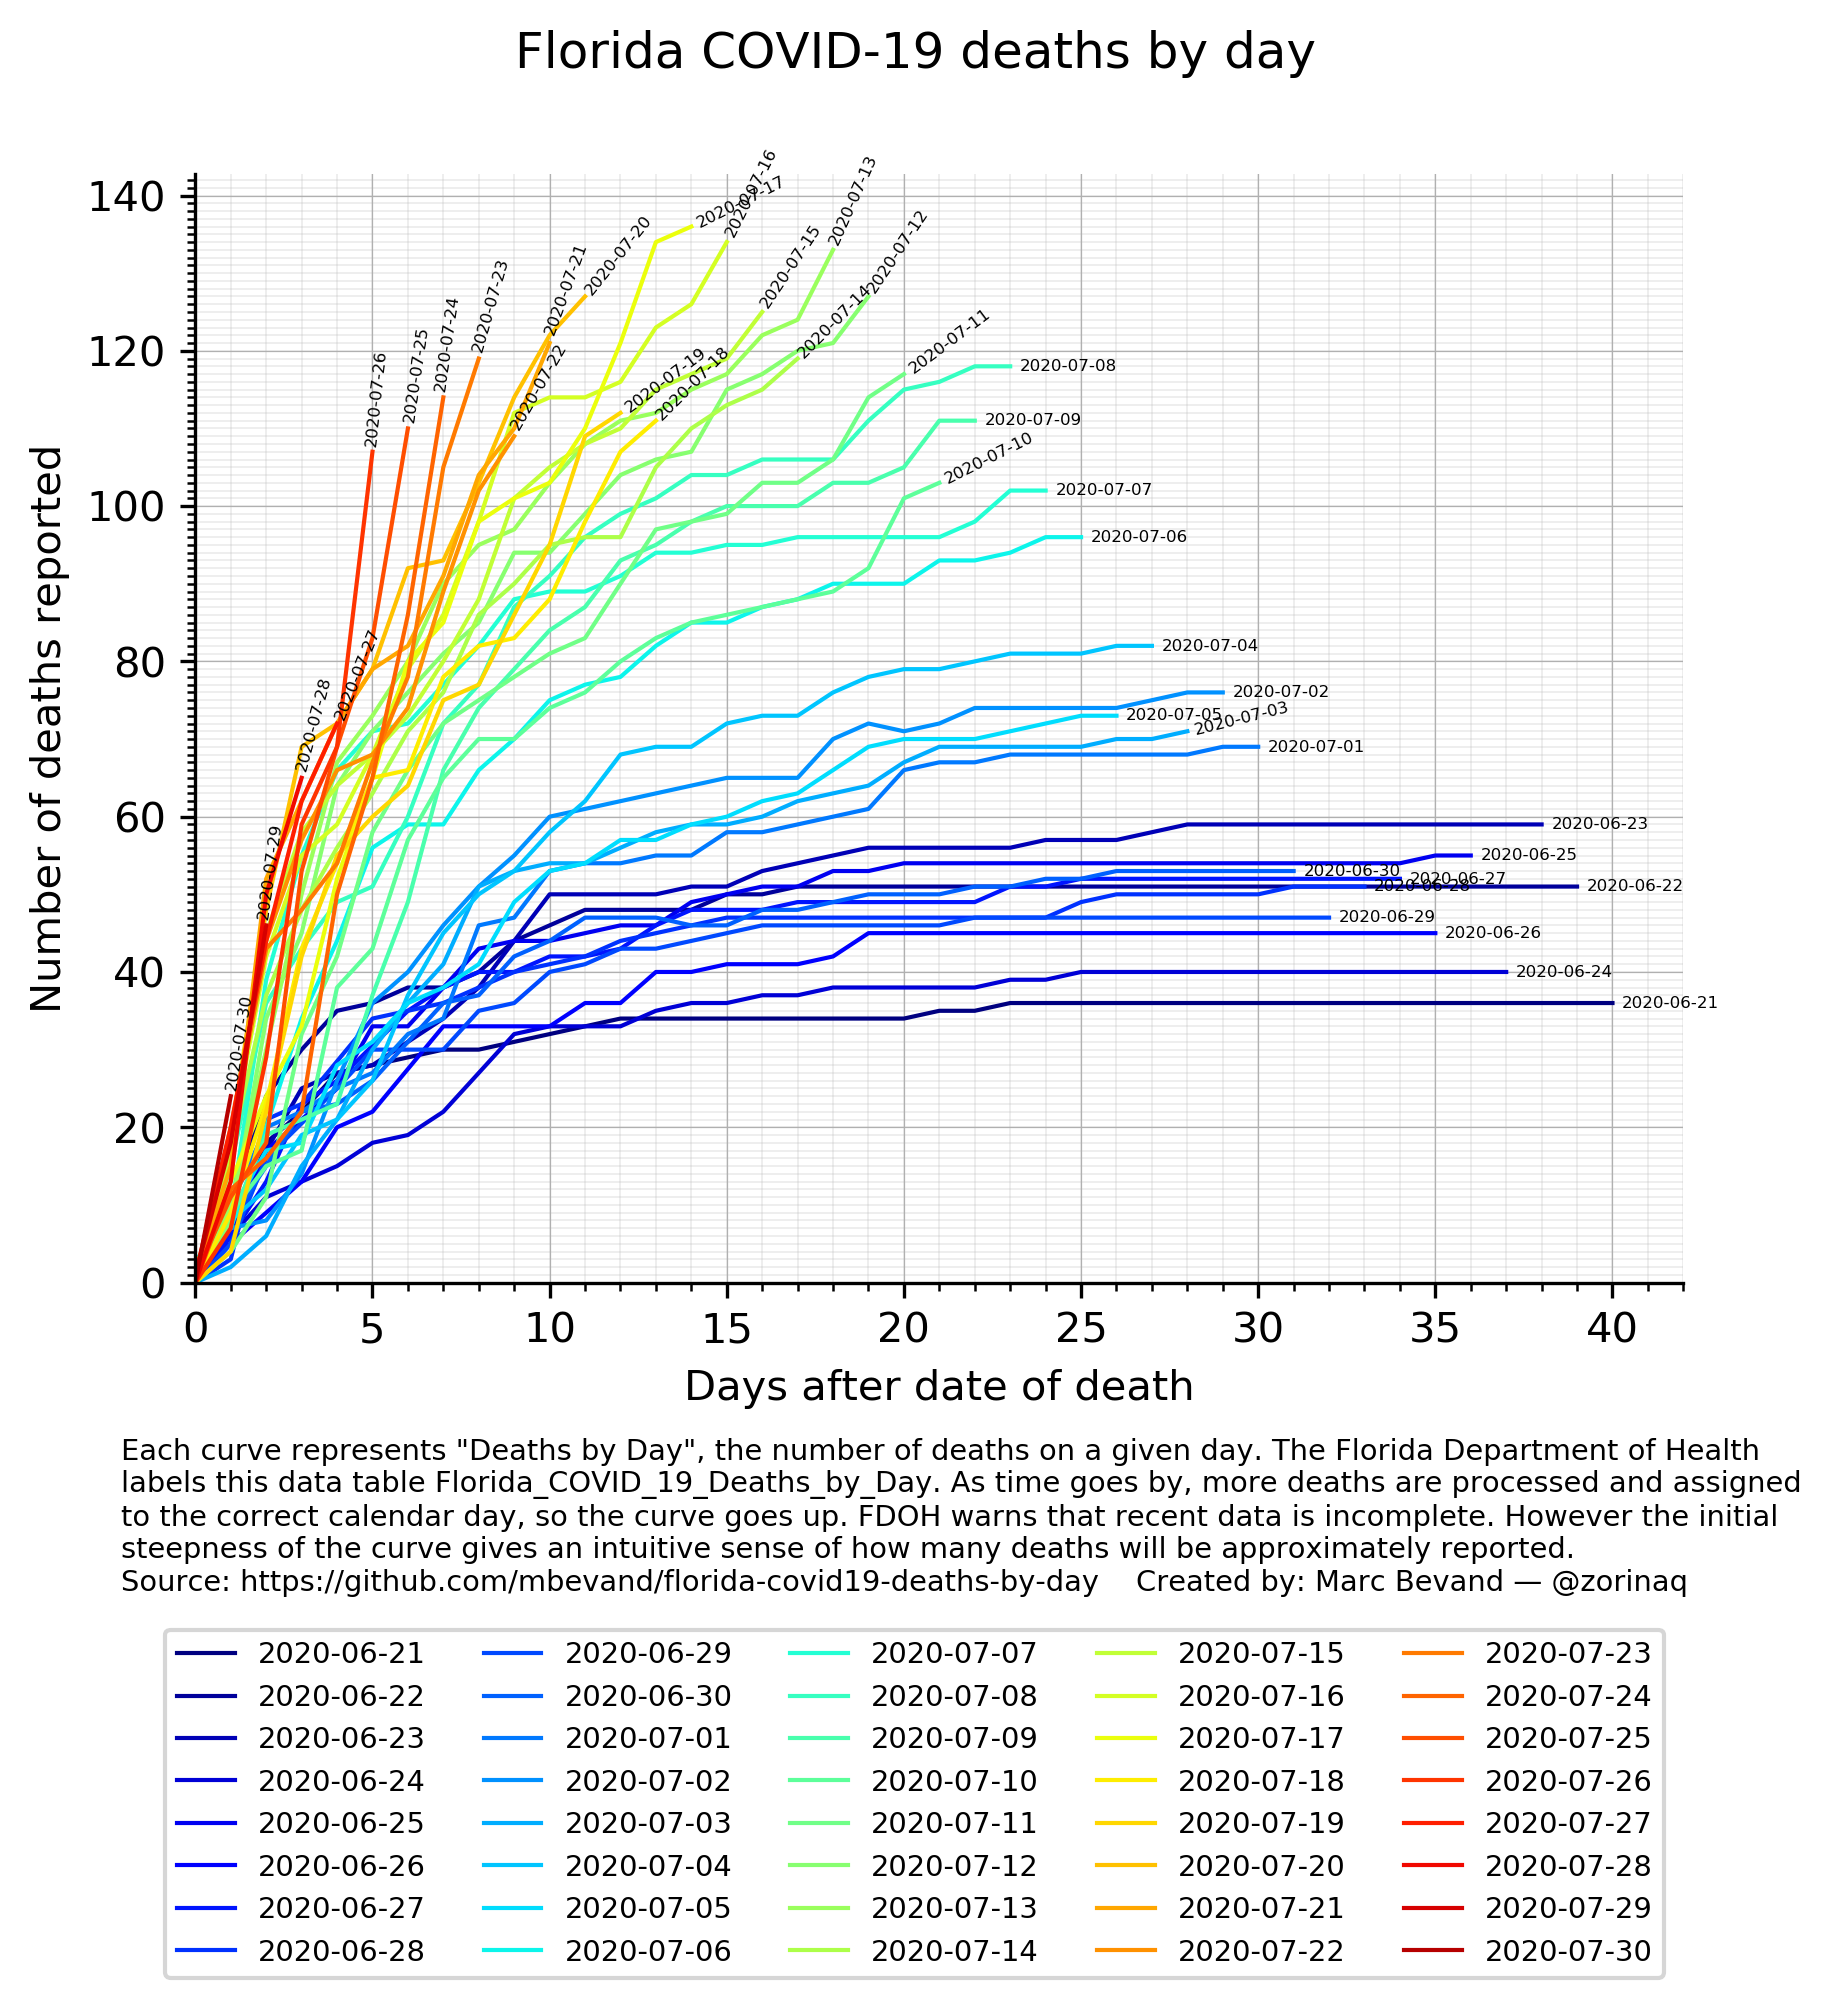 Florida COVID-19 deaths by day
Number of deaths reported
140
120
100
80
60
40
20
0
2020-07-16
2020-07-17
2020-07-13
2020-07-20
2020-07-12
2020-07-21
2020-07-15
2020-07-23
2020-07-14
2020-07-24
2020-07-11
2020-07-25
2020-07-22
2020-07-26
2020-07-19
2020-07-18
2020-07-08
2020-07-09
2020-07-10
2020-07-07
2020-07-06
2020-07-27
2020-07-04
2020-07-28
2020-07-02
2020-07-05
2020-07-03
2020-07-01
2020-07-29
2020-06-23
2020-06-25
2020-06-30
2020-06-27
2020-06-28
2020-06-22
2020-06-29
2020-06-26
2020-06-24
2020-06-21
2020-07-30
0 5 10 15 20 25 30 35 40
Days after date of death
Each curve represents "Deaths by Day", the number of deaths on a given day. The Florida Department of Health
labels this data table Florida_COVID_19_Deaths_by_Day. As time goes by, more deaths are processed and assigned
to the correct calendar day, so the curve goes up. FDOH warns that recent data is incomplete. However the initial
steepness of the curve gives an intuitive sense of how many deaths will be approximately reported.
Source: https://github.com/mbevand/florida-covid19-deaths-by-day Created by: Marc Bevand — @zorinaq
2020-06-21 2020-06-29 2020-07-07 2020-07-15 2020-07-23
2020-06-22 2020-06-30 2020-07-08 2020-07-16 2020-07-24
2020-06-23 2020-07-01 2020-07-09 2020-07-17 2020-07-25
2020-06-24 2020-07-02 2020-07-10 2020-07-18 2020-07-26
2020-06-25 2020-07-03 2020-07-11 2020-07-19 2020-07-27
2020-06-26 2020-07-04 2020-07-12 2020-07-20 2020-07-28
2020-06-27 2020-07-05 2020-07-13 2020-07-21 2020-07-29
2020-06-28 2020-07-06 2020-07-14 2020-07-22 2020-07-30